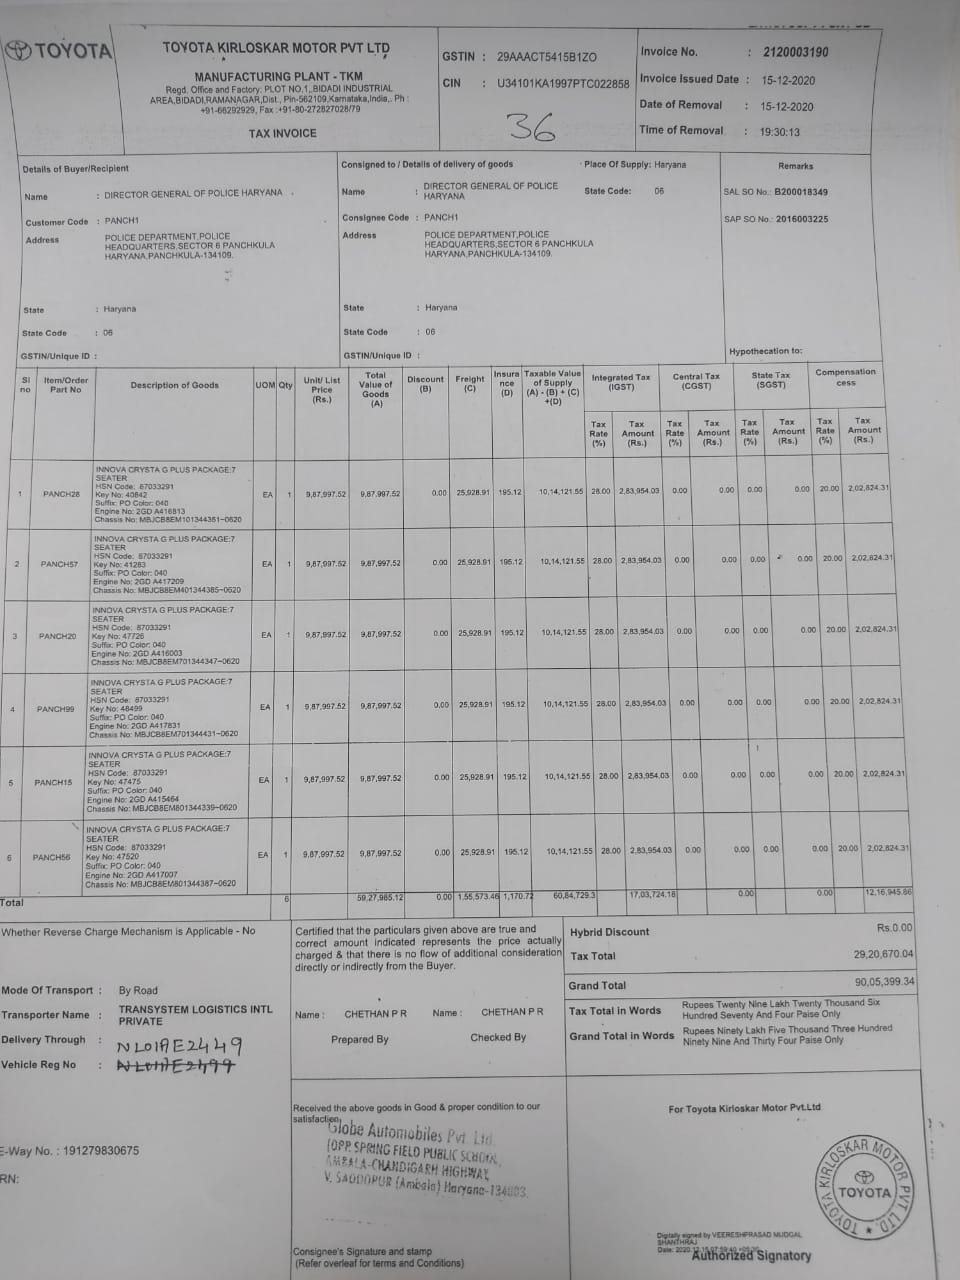 TOYOTA
TOYOTA KIRLOSKAR MOTOR PVT LTD
MANUFACTURING PLANT - TKM
Regd. Office and Factory: PLOT NO,1,,BIDADI INDUSTRIAL
AREA,BIDADI,RAMANAGAR,Dist., Pin-562109,Karnataka,India,. Ph :
+91-66292929, Fax :+91-80-272827028/79
TAX INVOICE
GSTIN : 29AAACT5415B1ZO
CIN : U34101KA1997PTC022858
36
Invoice No. : 2120003190
Invoice Issued Date : 15-12-2020
Date of Removal : 15-12-2020
Time of Removal : 19:30:13
Details of Buyer/Recipient
Name : DIRECTOR GENERAL OF POLICE HARYANA
Customer Code : PANCH1
Address POLICE DEPARTMENT,POLICE
HEADQUARTERS,SECTOR 6 PANCHKULA
HARYANA,PANCHKULA-134109.
State : Haryana
State Code : 06
GSTIN/Unique ID :
Consigned to / Details of delivery of goods
Place Of Supply: Haryana
Name : DIRECTOR GENERAL OF POLICE
HARYANA
State Code: 06
Consignee Code : PANCH1
Address POLICE DEPARTMENT,POLICE
HEADQUARTERS,SECTOR 6 PANCHKULA
HARYANA,PANCHKULA-134109.
State : Haryana
State Code : 06
GSTIN/Unique ID :
Remarks
SAL SO No.: B200018349
SAP SO No.: 2016003225
Hypothecation to:
Sl no Item/Order Part No Description of Goods UOM Qty Unit/ List Price (Rs.) Total Value of Goods (A) Discount (B) Freight (C) Insura nce (D) Taxable Value of Supply (A) - (B) + (C) +(D) Integrated Tax (IGST) Central Tax (CGST) State Tax (SGST) Compensation cess
Tax Rate (%) Tax Amount (Rs.) Tax Rate (%) Tax Amount (Rs.) Tax Rate (%) Tax Amount (Rs.) Tax Rate (%) Tax Amount (Rs.)
INNOVA CRYSTA G PLUS PACKAGE:7
SEATER
HSN Code: 87033291
1 PANCH28 Key No: 40842 EA 1 9,87,997.52 9,87,997.52 0.00 25,928.91 195.12 10,14,121.55 28.00 2,83,954.03 0.00 0.00 0.00 0.00 20.00 2,02,824.31
Suffix: PO Color: 040
Engine No: 2GD A416813
Chassis No: MBJCB8EM101344351-0620
INNOVA CRYSTA G PLUS PACKAGE:7
SEATER
HSN Code: 87033291
2 PANCH57 Key No: 41283 EA 1 9,87,997.52 9,87,997.52 0.00 25,928.91 195.12 10,14,121.55 28.00 2,83,954.03 0.00 0.00 0.00 0.00 20.00 2,02,824.31
Suffix: PO Color: 040
Engine No: 2GD A417209
Chassis No: MBJCB8EM401344385-0620
INNOVA CRYSTA G PLUS PACKAGE:7
SEATER
HSN Code: 87033291
3 PANCH20 Key No: 47726 EA 1 9,87,997.52 9,87,997.52 0.00 25,928.91 195.12 10,14,121.55 28.00 2,83,954.03 0.00 0.00 0.00 0.00 20.00 2,02,824.31
Suffix: PO Color: 040
Engine No: 2GD A416003
Chassis No: MBJCB8EM701344347-0620
INNOVA CRYSTA G PLUS PACKAGE:7
SEATER
HSN Code: 87033291
4 PANCH99 Key No: 48499 EA 1 9,87,997.52 9,87,997.52 0.00 25,928.91 195.12 10,14,121.55 28.00 2,83,954.03 0.00 0.00 0.00 0.00 20.00 2,02,824.31
Suffix: PO Color: 040
Engine No: 2GD A417831
Chassis No: MBJCB8EM701344431-0620
INNOVA CRYSTA G PLUS PACKAGE:7
SEATER
HSN Code: 87033291
5 PANCH15 Key No: 47475 EA 1 9,87,997.52 9,87,997.52 0.00 25,928.91 195.12 10,14,121.55 28.00 2,83,954.03 0.00 0.00 0.00 0.00 20.00 2,02,824.31
Suffix: PO Color: 040
Engine No: 2GD A415464
Chassis No: MBJCB8EM801344339-0620
INNOVA CRYSTA G PLUS PACKAGE:7
SEATER
HSN Code: 87033291
6 PANCH56 Key No: 47520 EA 1 9,87,997.52 9,87,997.52 0.00 25,928.91 195.12 10,14,121.55 28.00 2,83,954.03 0.00 0.00 0.00 0.00 20.00 2,02,824.31
Suffix: PO Color: 040
Engine No: 2GD A417007
Chassis No: MBJCB8EM801344387-0620
Total 6 59,27,985.12 0.00 1,55,573.46 1,170.72 60,84,729.3 17,03,724.18 0.00 0.00 12,16,945.86
Whether Reverse Charge Mechanism is Applicable - No
Mode Of Transport : By Road
Transporter Name : TRANSYSTEM LOGISTICS INTL
PRIVATE
Delivery Through : NL01AE2449
Vehicle Reg No :
E-Way No. : 191279830675
RN:
Certified that the particulars given above are true and
correct amount indicated represents the price actually
charged & that there is no flow of additional consideration
directly or indirectly from the Buyer.
Name : CHETHAN P R Name : CHETHAN P R
Prepared By Checked By
Hybrid Discount Rs.0.00
Tax Total 29,20,670.04
Grand Total 90,05,399.34
Tax Total in Words Rupees Twenty Nine Lakh Twenty Thousand Six
Hundred Seventy And Four Paise Only
Grand Total in Words Rupees Ninety Lakh Five Thousand Three Hundred
Ninety Nine And Thirty Four Paise Only
Received the above goods in Good & proper condition to our
satisfaction.
Globe Automobiles Pvt. Ltd.
(OPP. SPRING FIELD PUBLIC SCHOOL
AMBALA-CHANDIGARH HIGHWAY,
V. SADDOPUR (Ambala) Haryana-134003.
Consignee's Signature and stamp
(Refer overleaf for terms and Conditions)
For Toyota Kirloskar Motor Pvt.Ltd
TOYOTA KIRLOSKAR MOTOR PVT LTD.
TOYOTA
Digitally signed by VEERESHPRASAD MUDGAL
SHANTHRAJ
Authorized Signatory